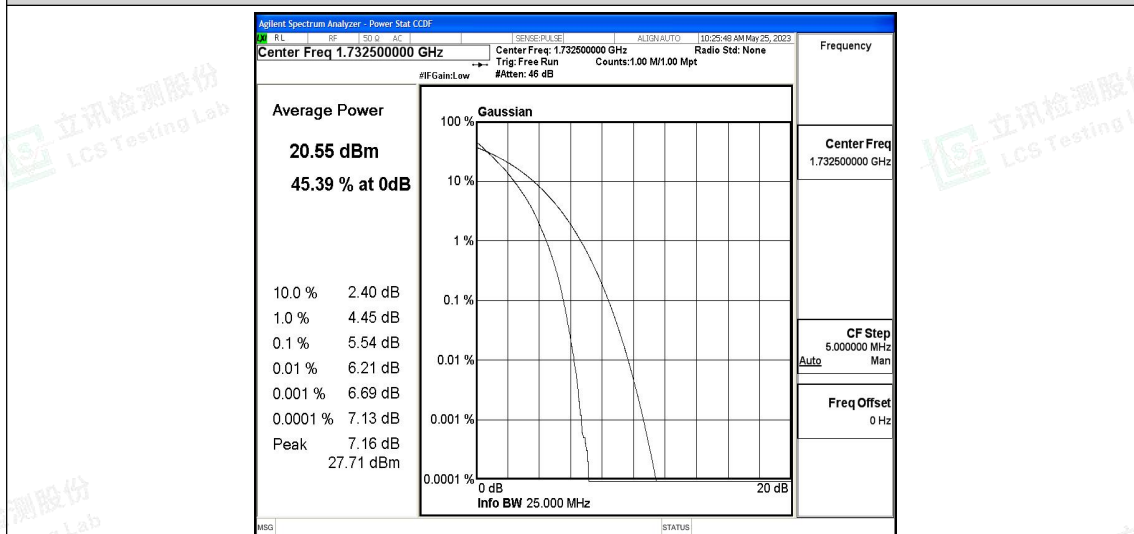 Agilent Spectrum Analyzer - Power Stat CCDF
LXI RL RF 50 Ω AC SENSE:PULSE ALIGN AUTO 10:25:48 AM May 25, 2023
Center Freq 1.732500000 GHz
Center Freq: 1.732500000 GHz Radio Std: None
Trig: Free Run Counts:1.00 M/1.00 Mpt
#IFGain:Low #Atten: 46 dB
Frequency
Average Power
20.55 dBm
45.39 % at 0dB
10.0 % 2.40 dB
1.0 % 4.45 dB
0.1 % 5.54 dB
0.01 % 6.21 dB
0.001 % 6.69 dB
0.0001 % 7.13 dB
Peak 7.16 dB
27.71 dBm
Gaussian
100 %
10 %
1 %
0.1 %
0.01 %
0.001 %
0.0001 %
0 dB 20 dB
Info BW 25.000 MHz
Center Freq
1.732500000 GHz
CF Step
5.000000 MHz
Auto Man
Freq Offset
0 Hz
MSG STATUS
立讯检测股份
LCS Testing Lab
立讯检测股份
LCS Testing L
测股份
Lab